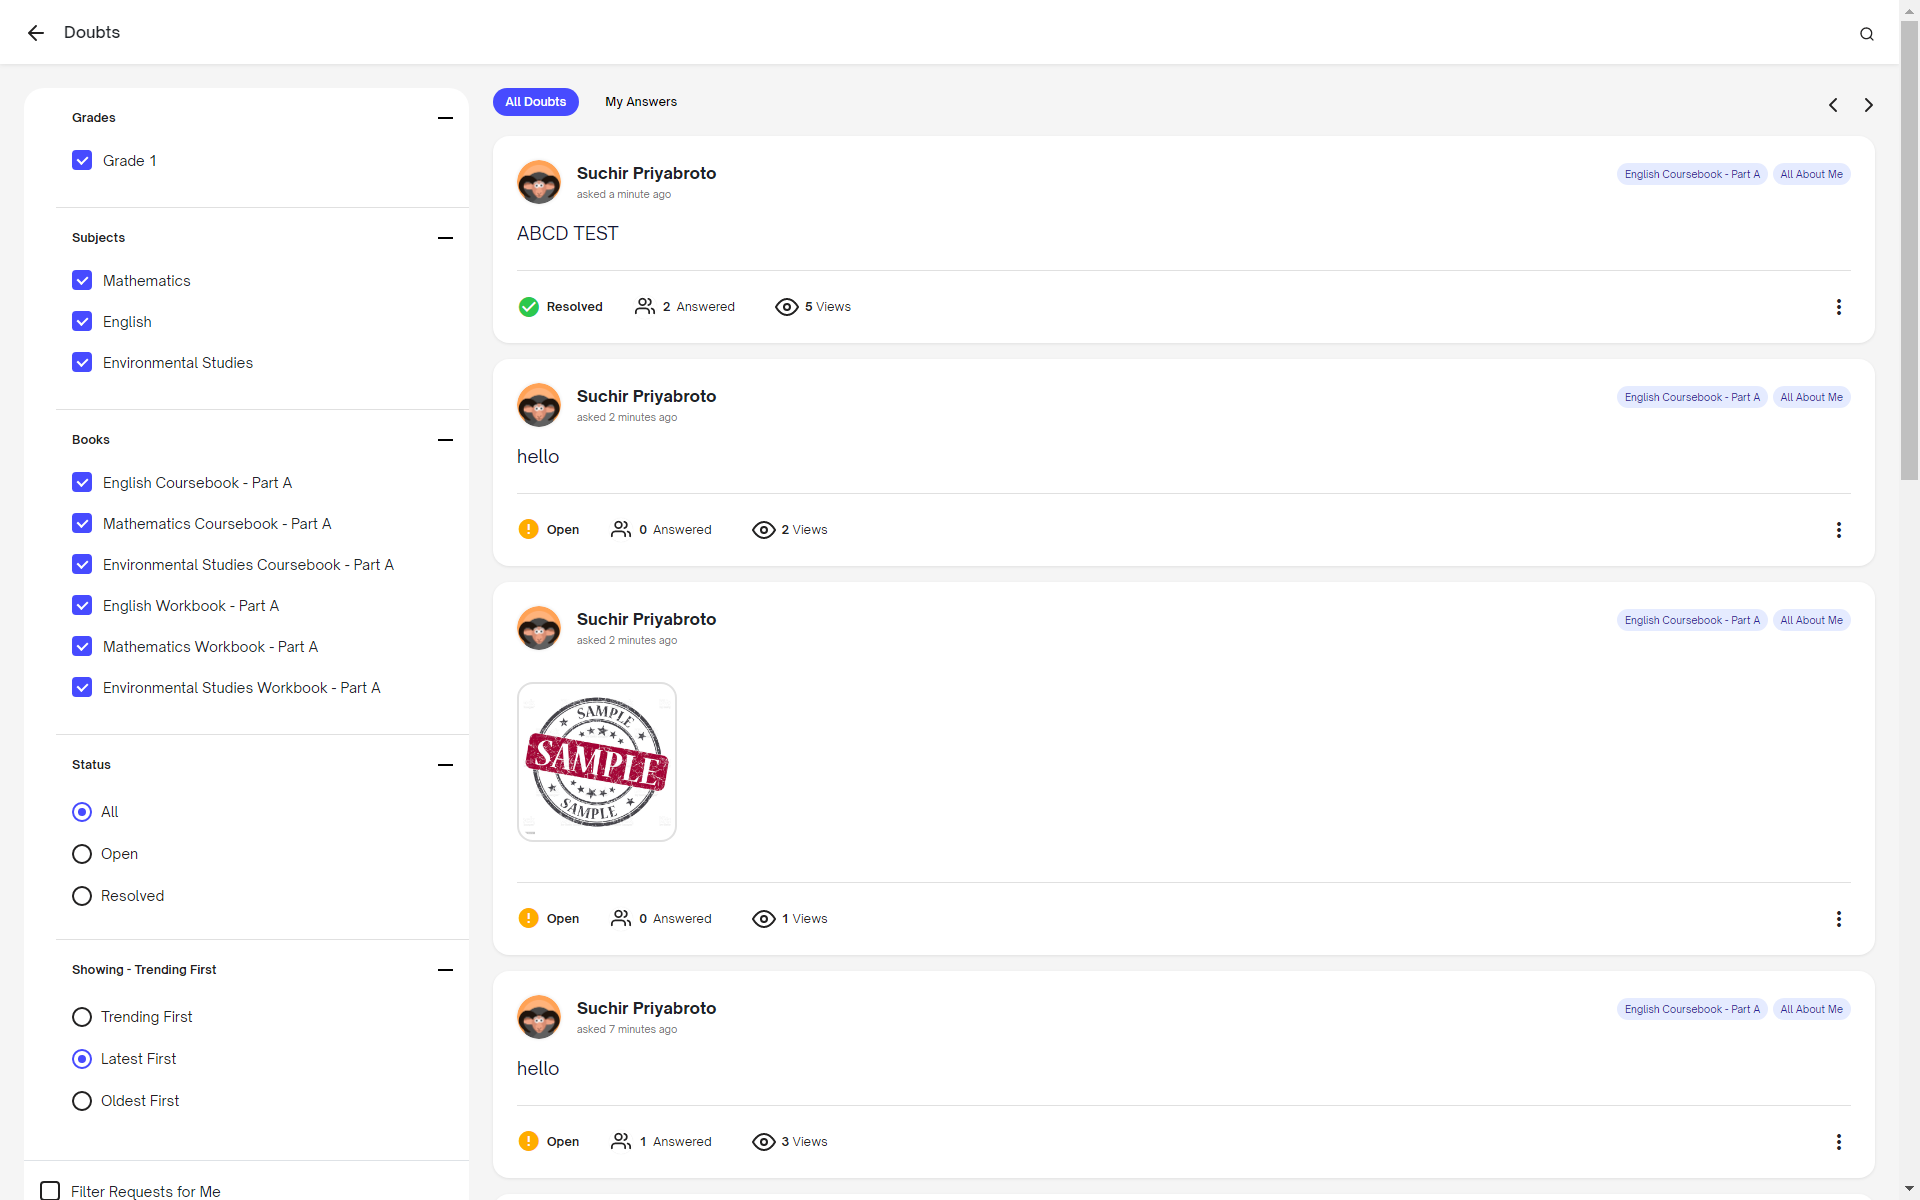 Doubts
Grades
Grade 1
Subjects
Mathematics
English
Environmental Studies
Books
English Coursebook - Part A
Mathematics Coursebook - Part A
Environmental Studies Coursebook - Part A
English Workbook - Part A
Mathematics Workbook - Part A
Environmental Studies Workbook - Part A
Status
All
Open
Resolved
Showing - Trending First
Trending First
Latest First
Oldest First
Filter Requests for Me
All Doubts My Answers
Suchir Priyabroto English Coursebook - Part A All About Me
asked a minute ago
ABCD TEST
Resolved 2 Answered 5 Views
Suchir Priyabroto English Coursebook - Part A All About Me
asked 2 minutes ago
hello
Open 0 Answered 2 Views
Suchir Priyabroto English Coursebook - Part A All About Me
asked 2 minutes ago
SAMPLE
SAMPLE
SAMPLE
Open 0 Answered 1 Views
Suchir Priyabroto English Coursebook - Part A All About Me
asked 7 minutes ago
hello
Open 1 Answered 3 Views